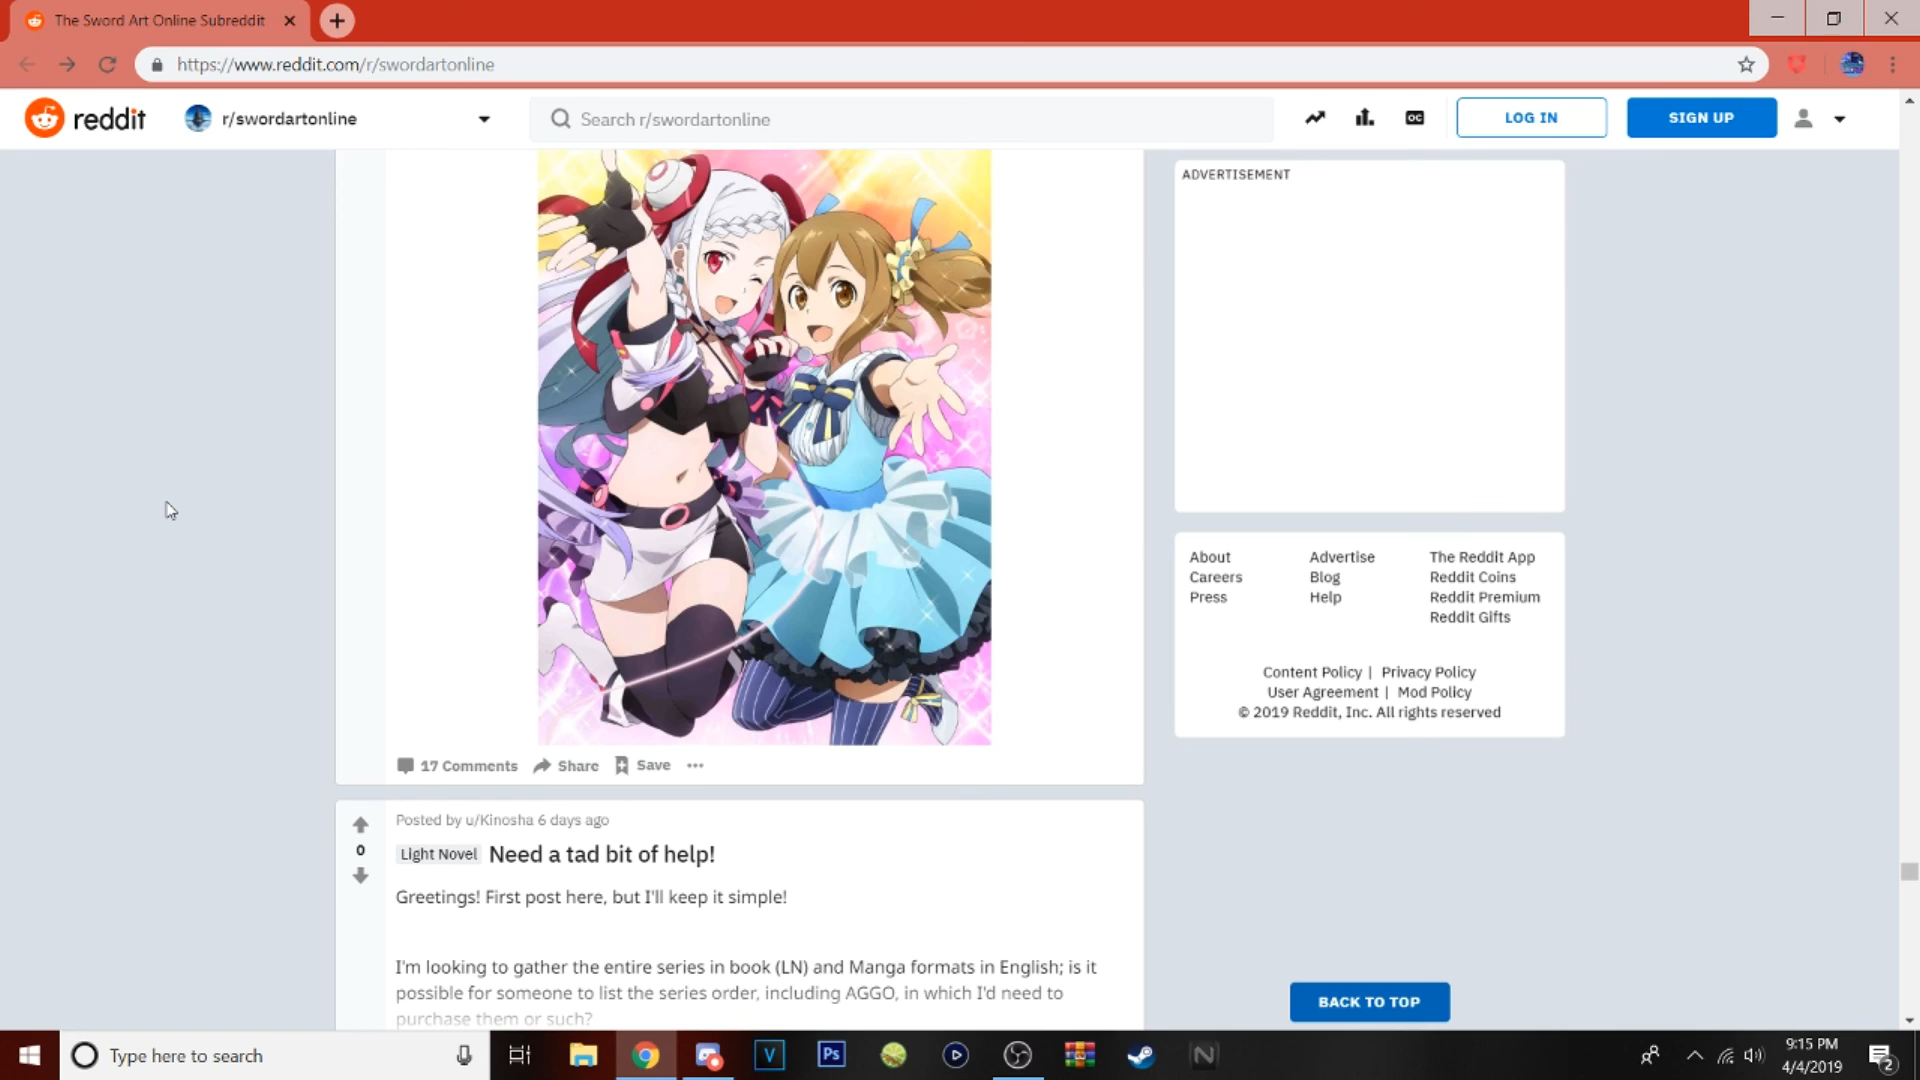 The Sword Art Online Subreddit
https://www.reddit.com/r/swordartonline
reddit
r/swordartonline
Search r/swordartonline
OC
LOG IN
SIGN UP
ADVERTISEMENT
17 Comments
Share
Save
About
Careers
Press
Advertise
Blog
Help
The Reddit App
Reddit Coins
Reddit Premium
Reddit Gifts
Content Policy | Privacy Policy
User Agreement | Mod Policy
© 2019 Reddit, Inc. All rights reserved
Posted by u/Kinosha 6 days ago
0
Light Novel Need a tad bit of help!
Greetings! First post here, but I'll keep it simple!
I'm looking to gather the entire series in book (LN) and Manga formats in English; is it
possible for someone to list the series order, including AGGO, in which I'd need to
purchase them or such?
BACK TO TOP
Type here to search
V
Ps
N
9:15 PM
4/4/2019
2